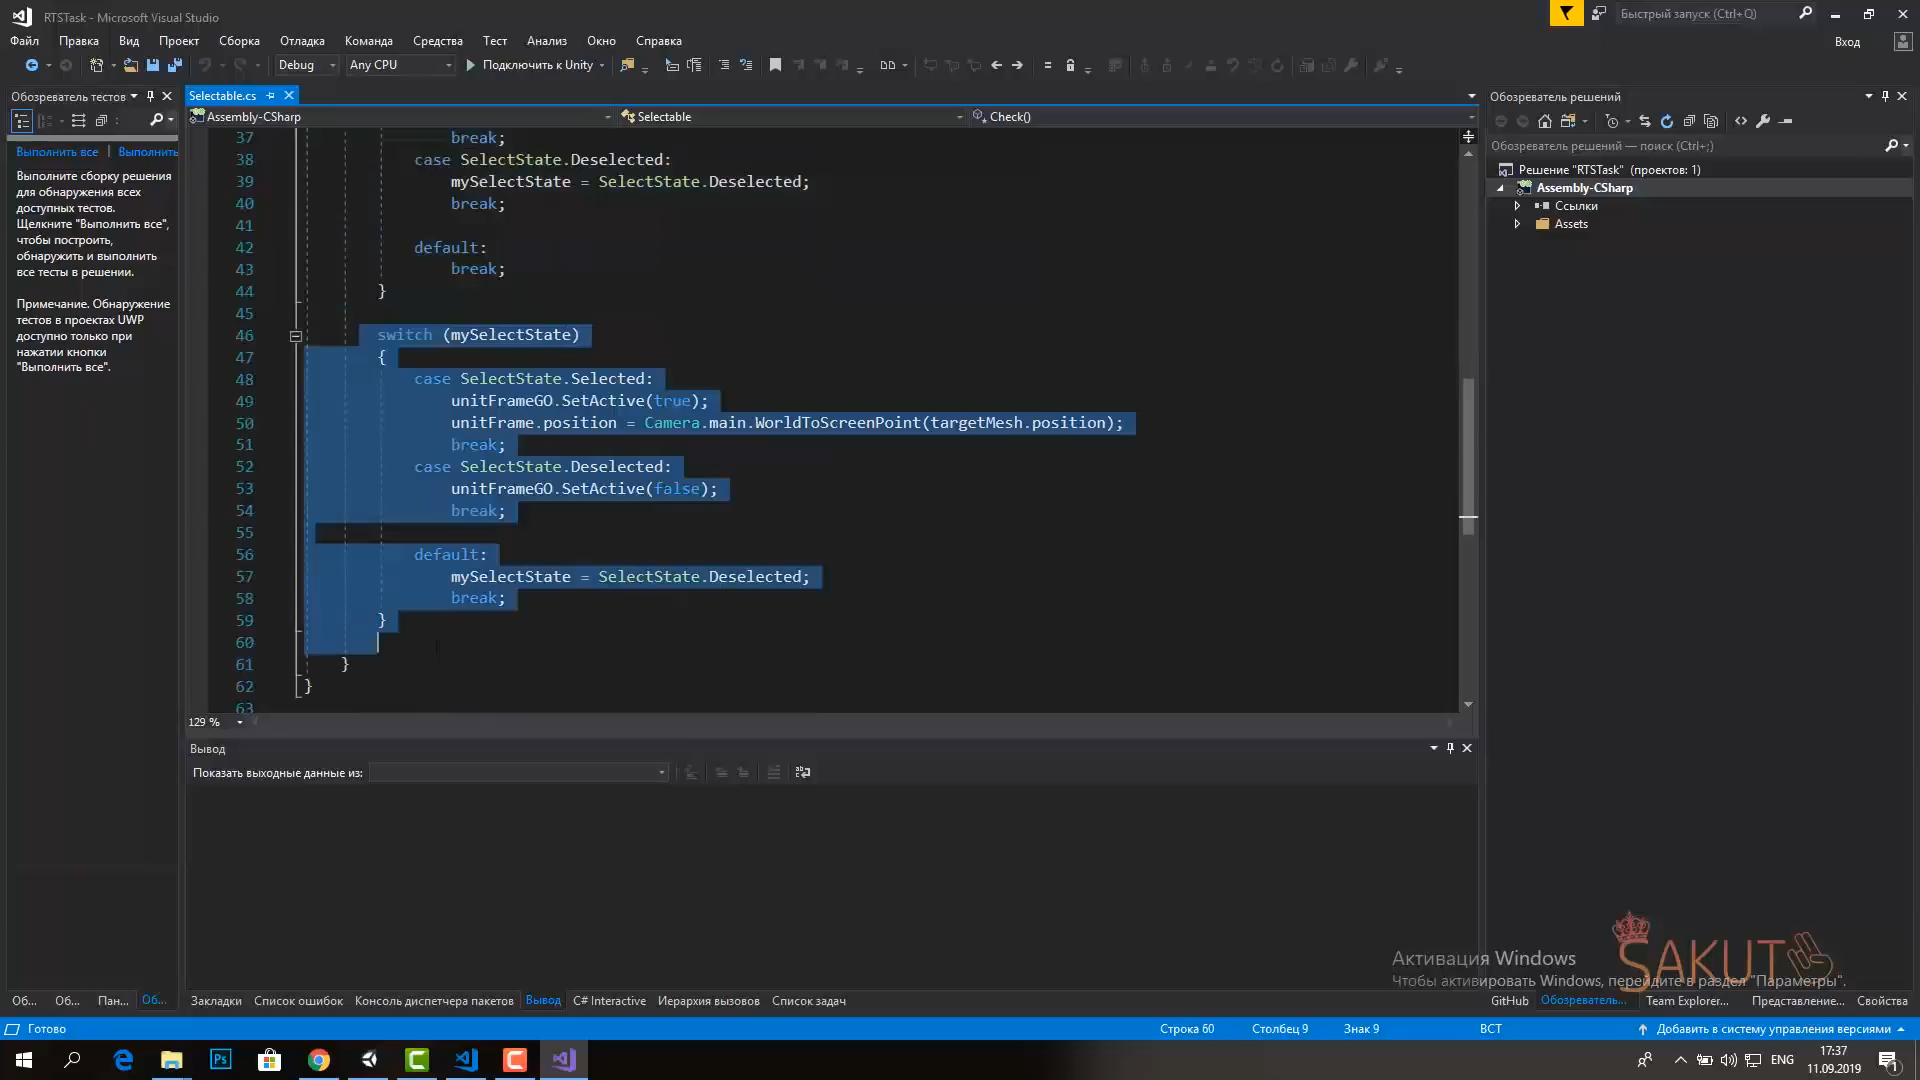 RTSTask - Microsoft Visual Studio
Быстрый запуск (Ctrl+Q)
Файл Правка Вид Проект Сборка Отладка Команда Средства Тест Анализ Окно Справка
Вход
Debug Any CPU Подключить к Unity
Обозреватель тестов
Выполнить все | Выполнить
Выполните сборку решения
для обнаружения всех
доступных тестов.
Щелкните "Выполнить все",
чтобы построить,
обнаружить и выполнить
все тесты в решении.
Примечание. Обнаружение
тестов в проектах UWP
доступно только при
нажатии кнопки
"Выполнить все".
Selectable.cs
Assembly-CSharp Selectable Check()
37 break;
38 case SelectState.Deselected:
39 mySelectState = SelectState.Deselected;
40 break;
41
42 default:
43 break;
44 }
45
46 switch (mySelectState)
47 {
48 case SelectState.Selected:
49 unitFrameGO.SetActive(true);
50 unitFrame.position = Camera.main.WorldToScreenPoint(targetMesh.position);
51 break;
52 case SelectState.Deselected:
53 unitFrameGO.SetActive(false);
54 break;
55
56 default:
57 mySelectState = SelectState.Deselected;
58 break;
59 }
60
61 }
62 }
63
129 %
Вывод
Показать выходные данные из:
Обозреватель решений
Обозреватель решений — поиск (Ctrl+;)
Решение "RTSTask" (проектов: 1)
Assembly-CSharp
Ссылки
Assets
SAKUT
Активация Windows
Чтобы активировать Windows, перейдите в раздел "Параметры".
Об... Об... Пан... Об...
Закладки Список ошибок Консоль диспетчера пакетов Вывод C# Interactive Иерархия вызовов Список задач
GitHub Обозреватель... Team Explorer... Представление... Свойства
Готово
Строка 60 Столбец 9 Знак 9 ВСТ
Добавить в систему управления версиями
ENG
17:37
11.09.2019
1